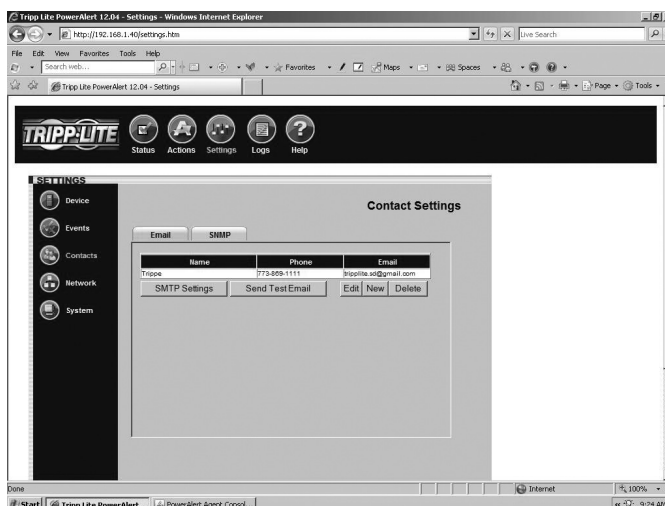 Tripp Lite PowerAlert 12.04 - Settings - Windows Internet Explorer
http://192.168.1.40/settings.htm
Live Search
File Edit View Favorites Tools Help
Search web...
Favorites
Maps
Spaces
Tripp Lite PowerAlert 12.04 - Settings
Page
Tools
TRIPP·LITE
Status Actions Settings Logs Help
SETTINGS
Device
Events
Contacts
Network
System
Contact Settings
Email SNMP
Name Phone Email
Trippe 773-869-1111 tripplite.sd@gmail.com
SMTP Settings Send Test Email Edit New Delete
Done
Internet
100%
Start
Tripp Lite PowerAlert
PowerAlert Agent Consol
9:24 AM